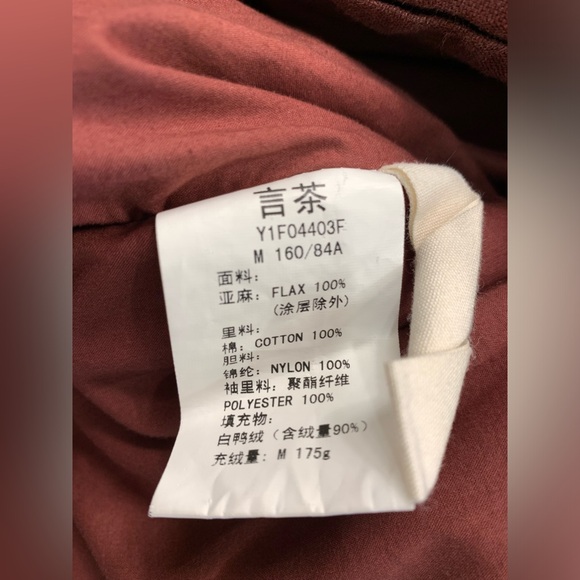 言茶
Y1F04403F
M 160/84A
面料：
亚麻：FLAX 100%
（涂层除外）
里料：
棉：COTTON 100%
胆料：
锦纶：NYLON 100%
袖里料：聚酯纤维
POLYESTER 100%
填充物：
白鸭绒（含绒量90%）
充绒量：M 175g